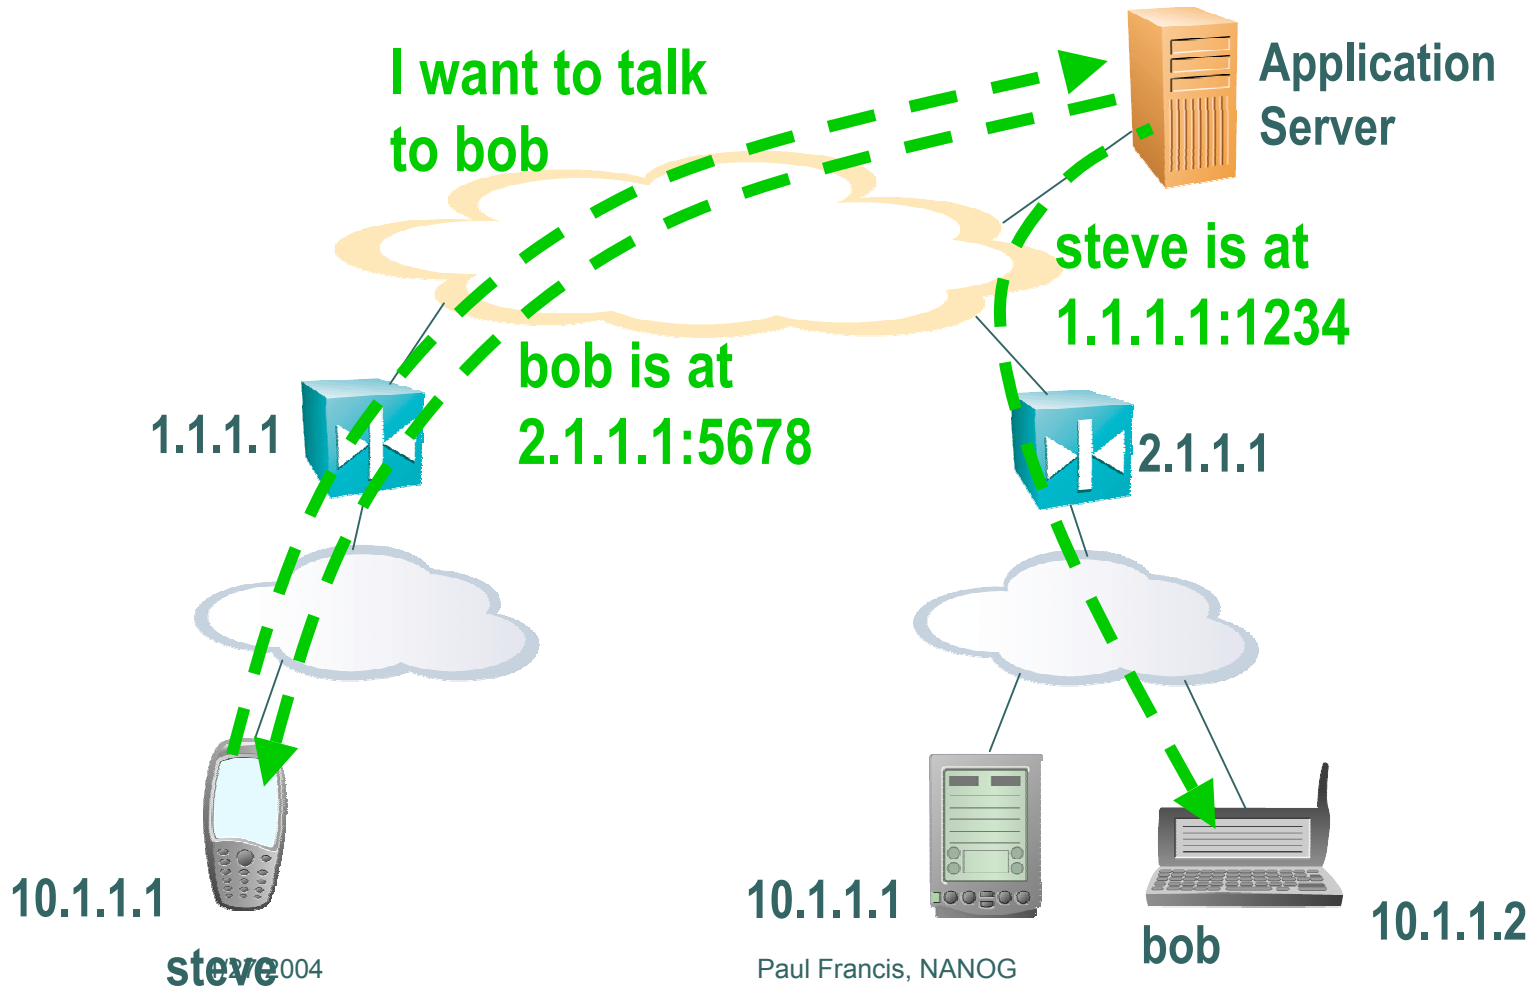 I want to talk
to bob
Application
Server
steve is at
1.1.1.1:1234
bob is at
2.1.1.1:5678
1.1.1.1
2.1.1.1
10.1.1.1
steve
10.1.1.1
bob
10.1.1.2
/27/2004
Paul Francis, NANOG